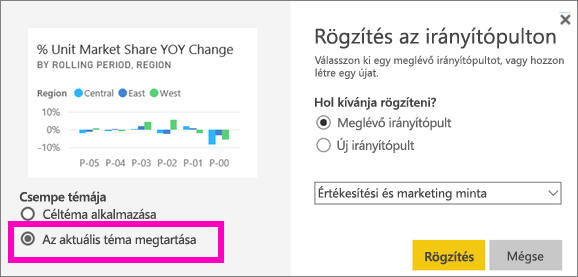 % Unit Market Share YOY Change
BY ROLLING PERIOD, REGION
Region Central East West
10%
0%
-10%
P-05 P-04 P-03 P-02 P-01 P-00
Csempe témája
Céltéma alkalmazása
Az aktuális téma megtartása
Rögzítés az irányítópulton
Válasszon ki egy meglévő irányítópultot, vagy hozzon
létre egy újat.
Hol kívánja rögzíteni?
Meglévő irányítópult
Új irányítópult
Értékesítési és marketing minta
Rögzítés Mégse